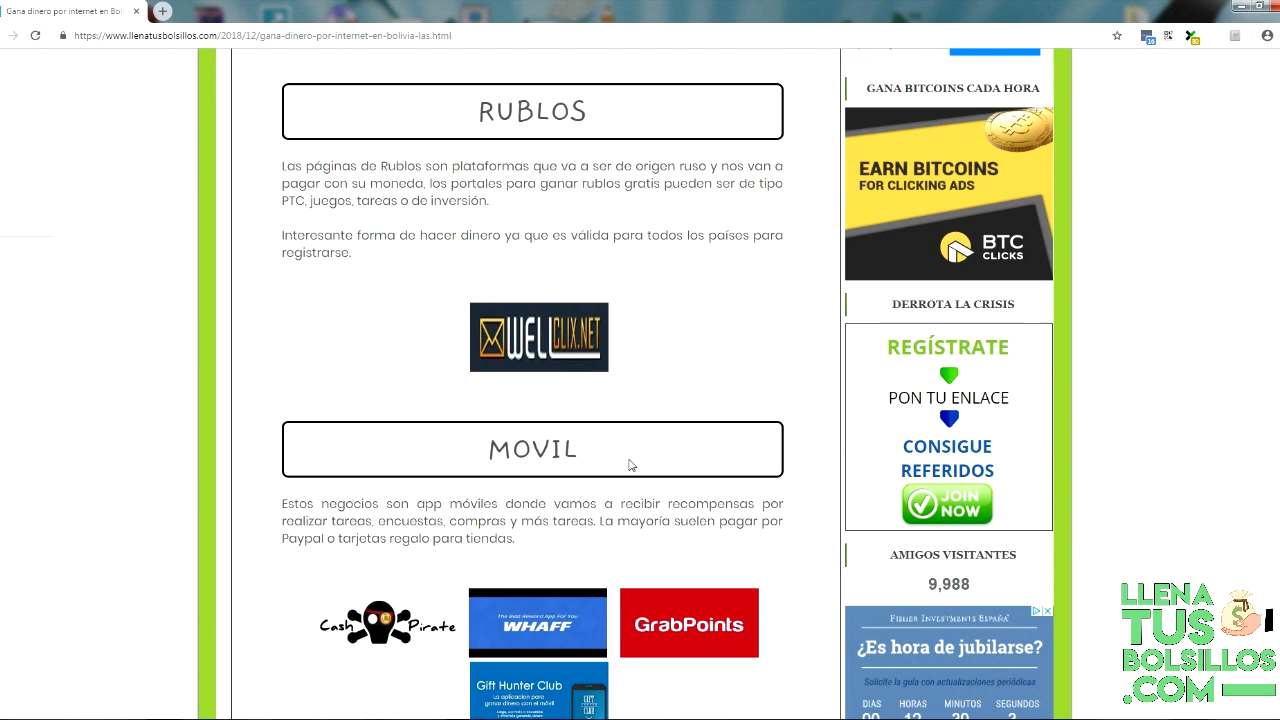 Gana dinero por internet en Bol
https://www.llenatusbolsillos.com/2018/12/gana-dinero-por-internet-en-bolivia-las.html
RUBLOS
Las paginas de Rublos son plataformas que va a ser de origen ruso y nos van a
pagar con su moneda, los portales para ganar rublos gratis pueden ser de tipo
PTC, juegos, tareas o de inversión.
Interesante forma de hacer dinero ya que es válida para todos los países para
registrarse.
WELLCLIX.NET
MOVIL
Estos negocios son app móviles donde vamos a recibir recompensas por
realizar tareas, encuestas, compras y más tareas. La mayoría suelen pagar por
Paypal o tarjetas regalo para tiendas.
Cash Pirate
The Best Reward App For You
WHAFF
GrabPoints
Gift Hunter Club
La aplicacion para
ganar dinero con el móvil
GANA BITCOINS CADA HORA
EARN BITCOINS
FOR CLICKING ADS
BTC
CLICKS
DERROTA LA CRISIS
REGÍSTRATE
PON TU ENLACE
CONSIGUE
REFERIDOS
JOIN
NOW
AMIGOS VISITANTES
9,988
FISHER INVESTMENTS ESPAÑA
¿Es hora de jubilarse?
Solicite la guía con actualizaciones periódicas
DIAS HORAS MINUTOS SEGUNDOS
LLENA
TUS
BOLSILLOS
.COM